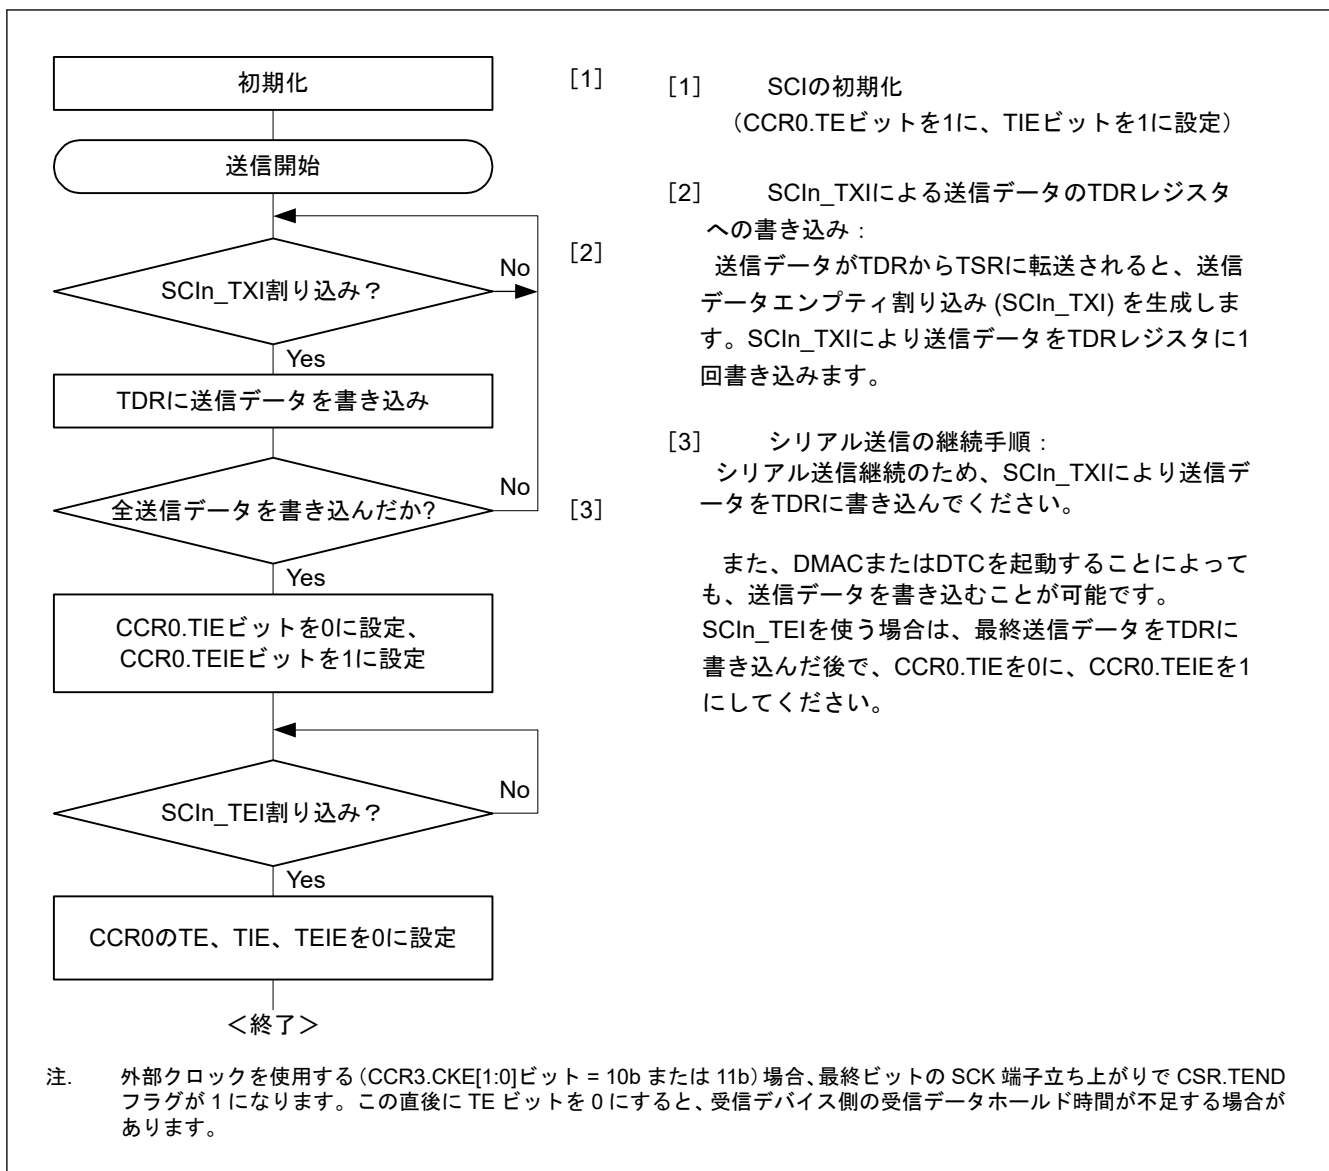 初期化
[1]
送信開始
SCIn_TXI割り込み？
No
[2]
Yes
TDRに送信データを書き込み
全送信データを書き込んだか?
No
[3]
Yes
CCR0.TIEビットを0に設定、
CCR0.TEIEビットを1に設定
SCIn_TEI割り込み？
No
Yes
CCR0のTE、TIE、TEIEを0に設定
＜終了＞
[1] SCIの初期化
（CCR0.TEビットを1に、TIEビットを1に設定）
[2] SCIn_TXIによる送信データのTDRレジスタ
への書き込み：
送信データがTDRからTSRに転送されると、送信
データエンプティ割り込み (SCIn_TXI) を生成しま
す。SCIn_TXIにより送信データをTDRレジスタに1
回書き込みます。
[3] シリアル送信の継続手順：
シリアル送信継続のため、SCIn_TXIにより送信デ
ータをTDRに書き込んでください。
また、DMACまたはDTCを起動することによって
も、送信データを書き込むことが可能です。
SCIn_TEIを使う場合は、最終送信データをTDRに
書き込んだ後で、CCR0.TIEを0に、CCR0.TEIEを1
にしてください。
注. 外部クロックを使用する（CCR3.CKE[1:0]ビット = 10b または 11b）場合、最終ビットの SCK 端子立ち上がりで CSR.TEND
フラグが 1 になります。この直後に TE ビットを 0 にすると、受信デバイス側の受信データホールド時間が不足する場合が
あります。